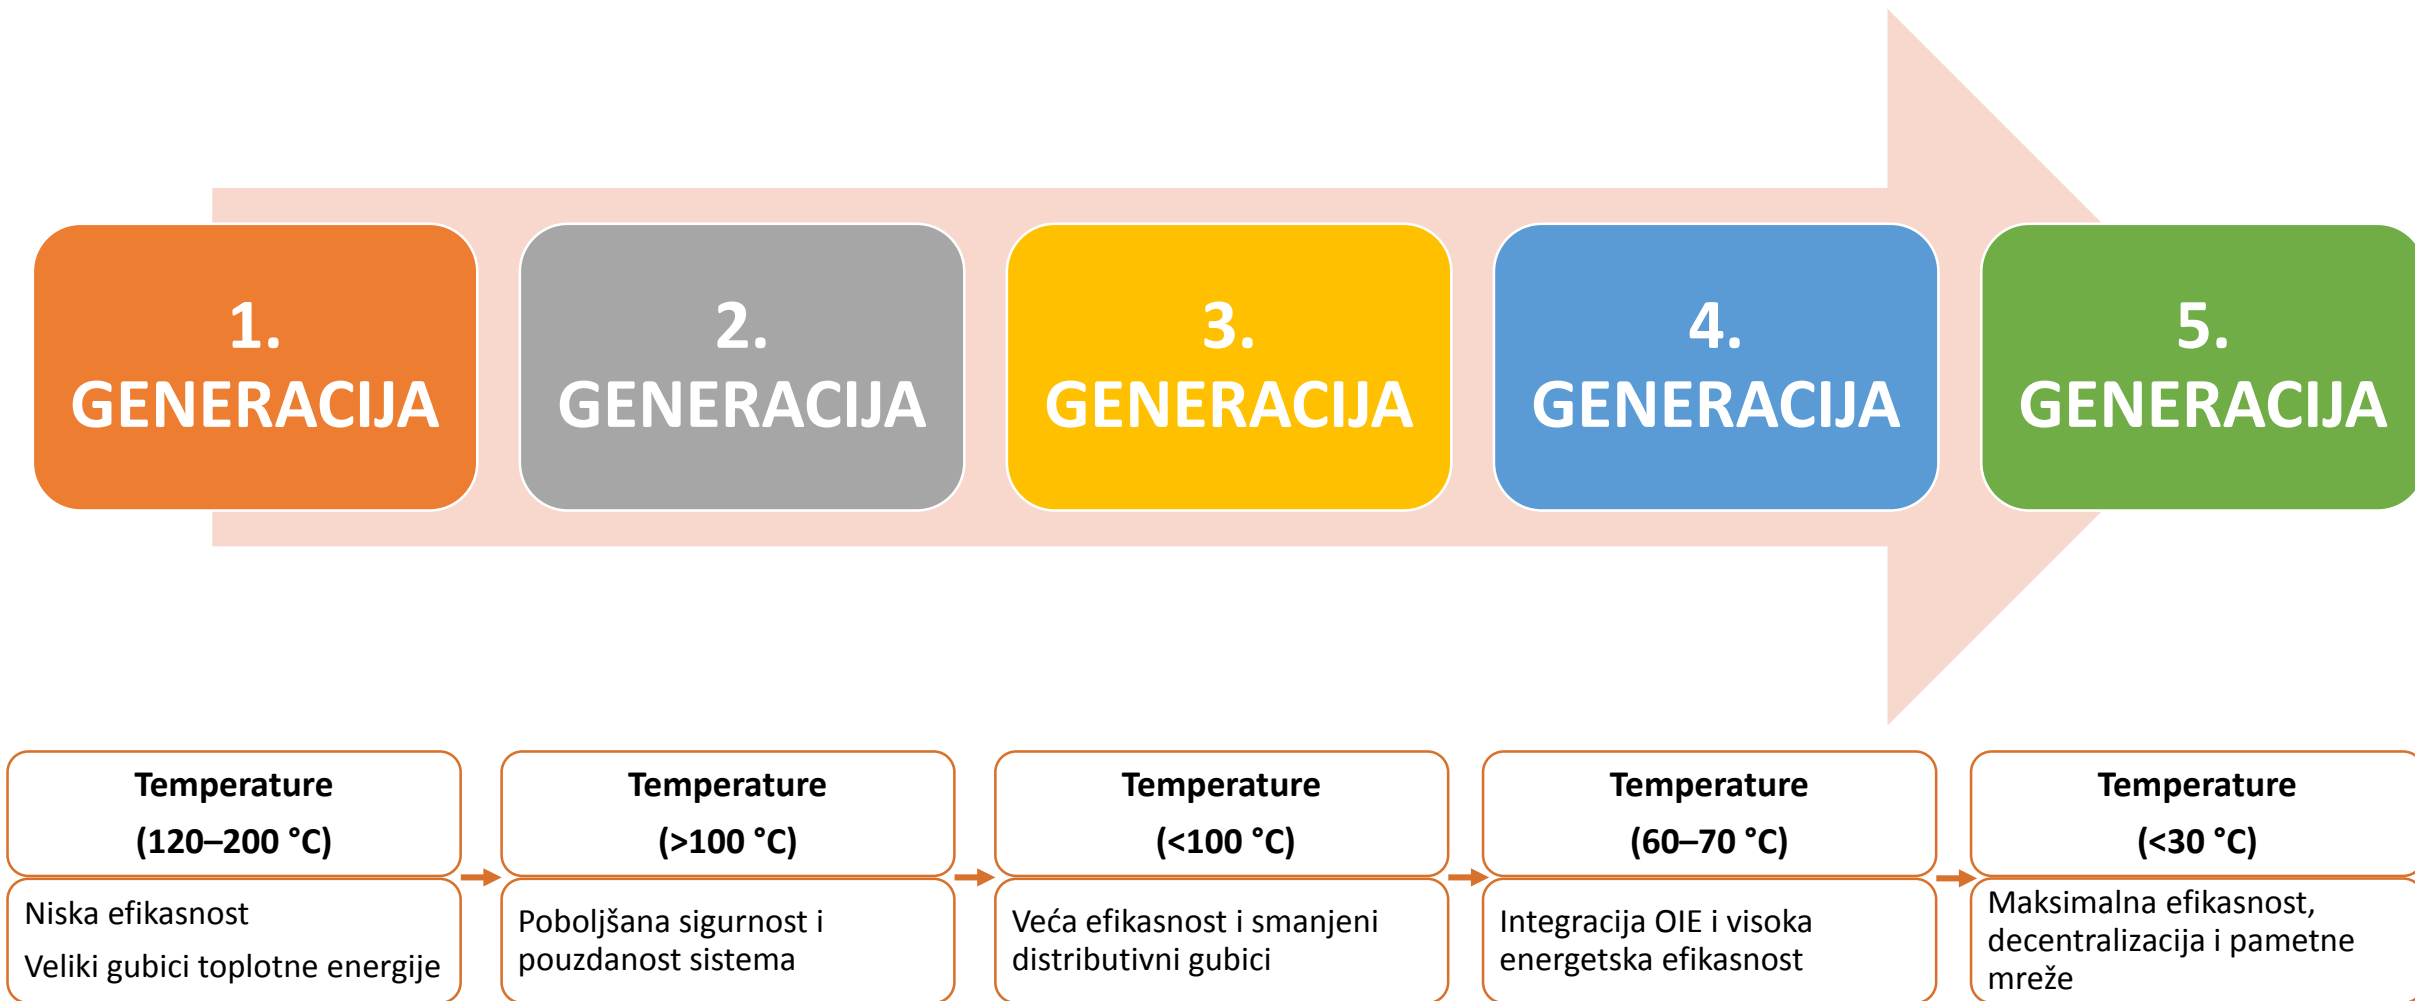 1.
GENERACIJA
2.
GENERACIJA
3.
GENERACIJA
4.
GENERACIJA
5.
GENERACIJA
Temperature
(120–200 °C)
Niska efikasnost
Veliki gubici toplotne energije
Temperature
(>100 °C)
Poboljšana sigurnost i
pouzdanost sistema
Temperature
(<100 °C)
Veća efikasnost i smanjeni
distributivni gubici
Temperature
(60–70 °C)
Integracija OIE i visoka
energetska efikasnost
Temperature
(<30 °C)
Maksimalna efikasnost,
decentralizacija i pametne
mreže